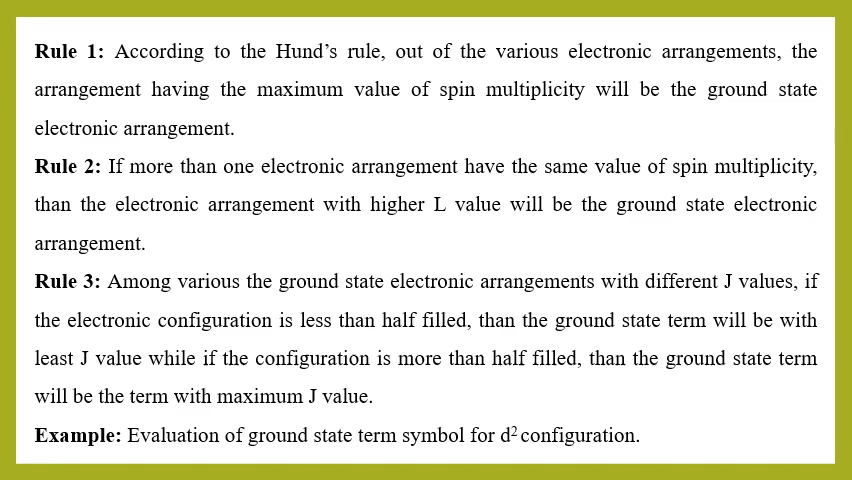 Rule 1: According to the Hund’s rule, out of the various electronic arrangements, the
arrangement having the maximum value of spin multiplicity will be the ground state
electronic arrangement.
Rule 2: If more than one electronic arrangement have the same value of spin multiplicity,
than the electronic arrangement with higher L value will be the ground state electronic
arrangement.
Rule 3: Among various the ground state electronic arrangements with different J values, if
the electronic configuration is less than half filled, than the ground state term will be with
least J value while if the configuration is more than half filled, than the ground state term
will be the term with maximum J value.
Example: Evaluation of ground state term symbol for d² configuration.